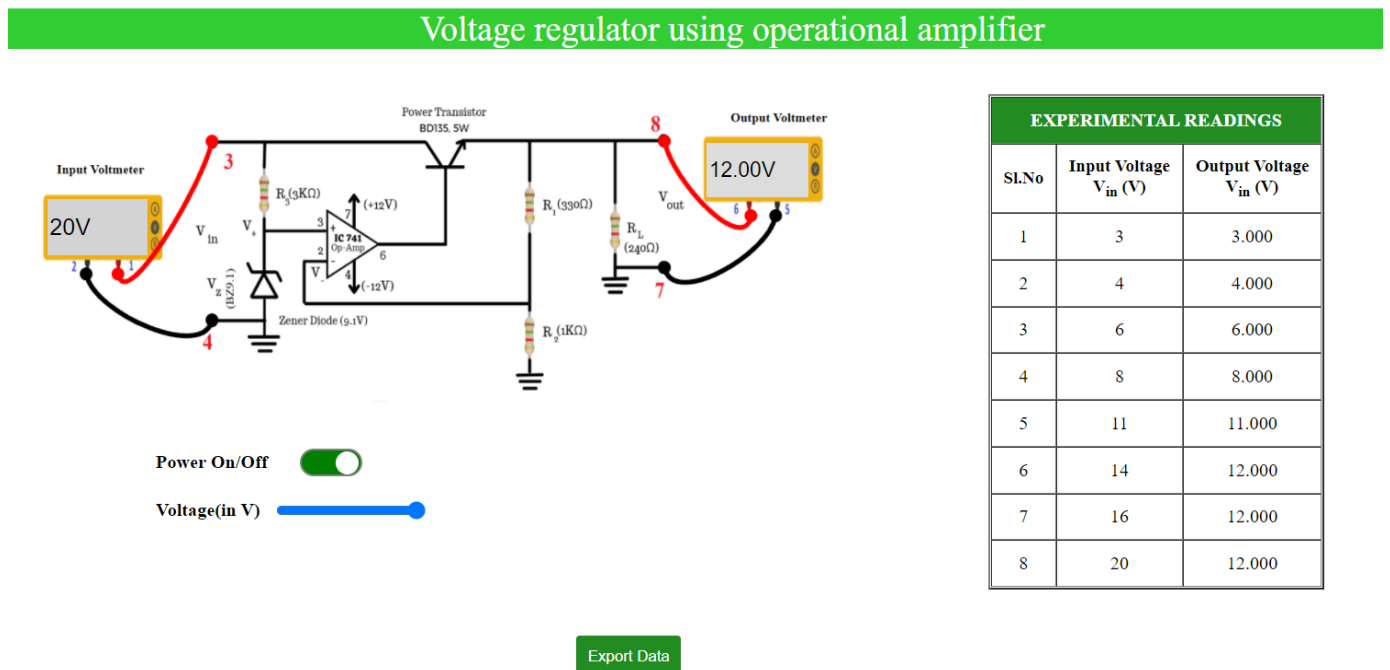 Voltage regulator using operational amplifier
Power Transistor
BD135, 5W
Input Voltmeter
20V
2
1
3
4
V in
R3(3KΩ)
V+
Vz
(BZ9.1)
Zener Diode (9.1V)
3
+
2
-
V-
IC 741
Op-Amp
7
(+12V)
6
4
(-12V)
R1(330Ω)
R2(1KΩ)
RL
(240Ω)
Vout
8
7
Output Voltmeter
12.00V
6
5
Power On/Off
Voltage(in V)
EXPERIMENTAL READINGS
Sl.No Input Voltage Vin (V) Output Voltage Vin (V)
1 3 3.000
2 4 4.000
3 6 6.000
4 8 8.000
5 11 11.000
6 14 12.000
7 16 12.000
8 20 12.000
Export Data